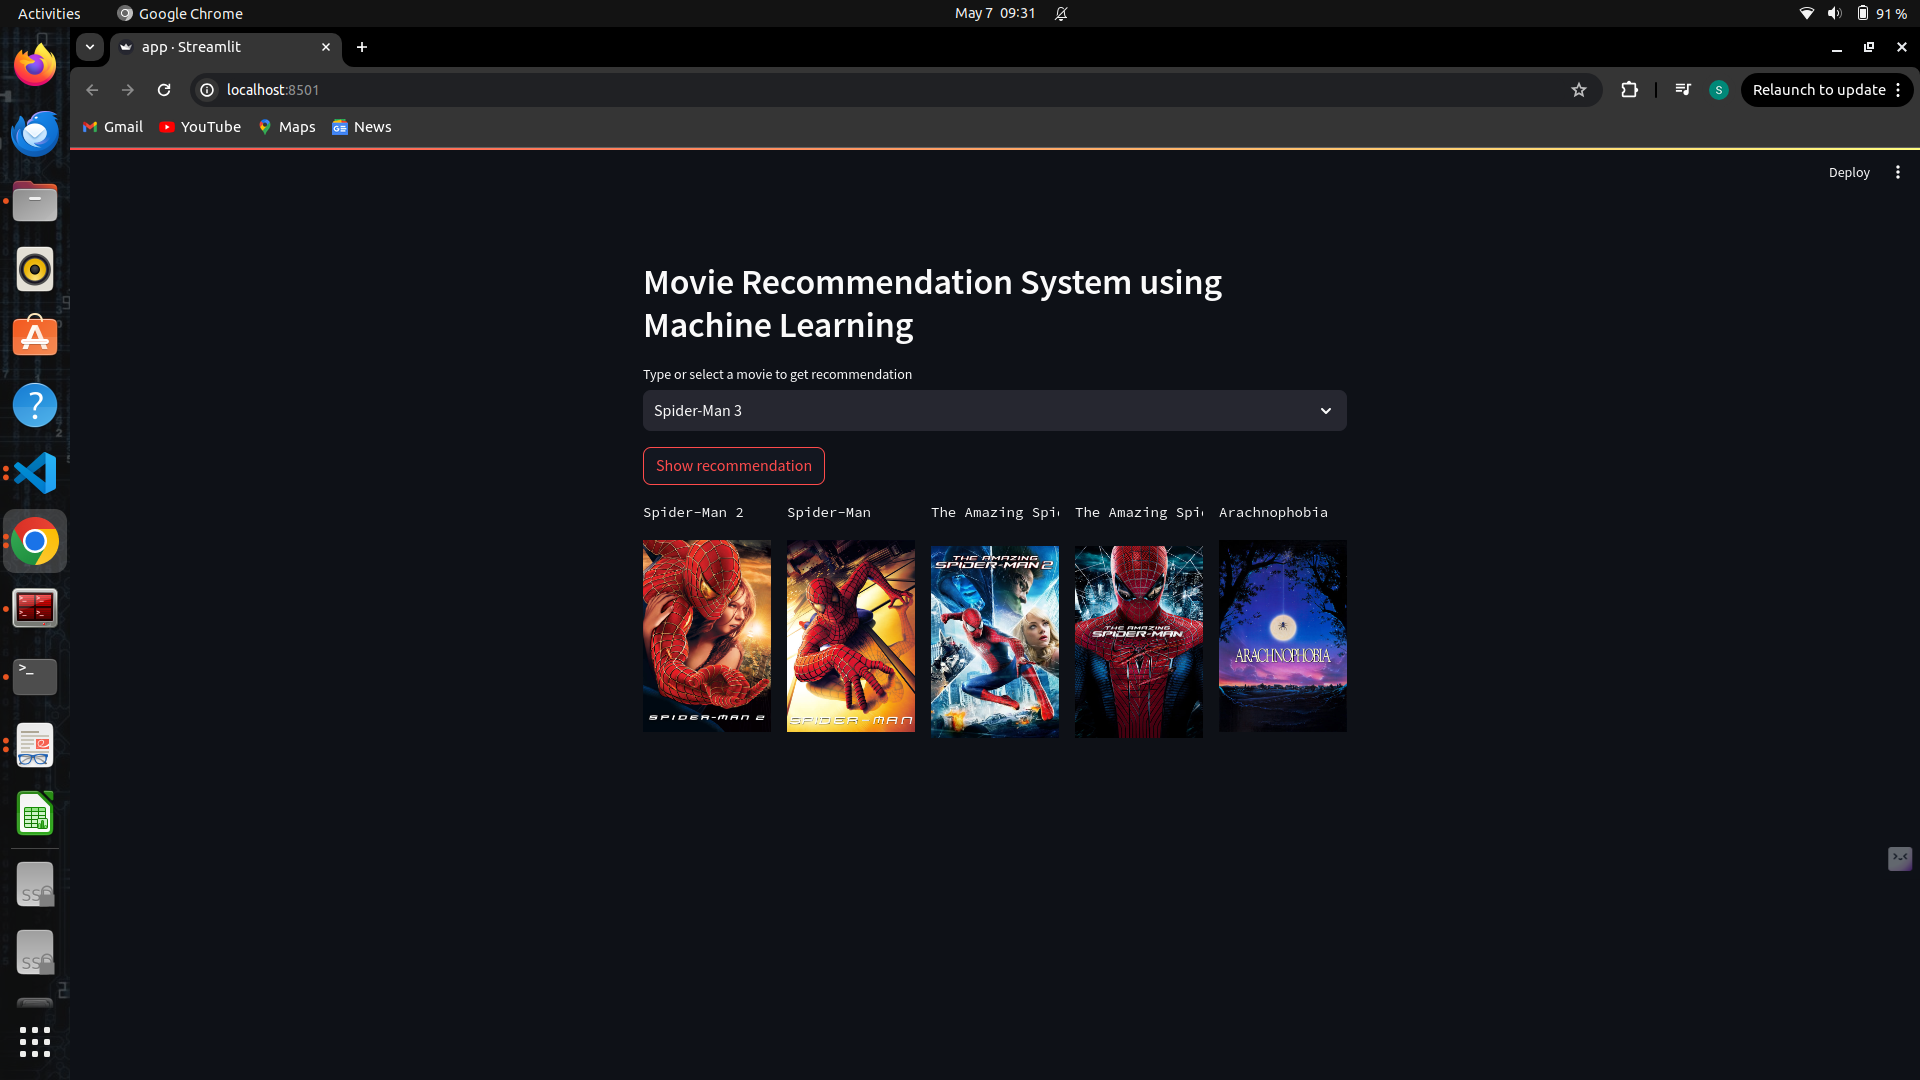 Activities
Google Chrome
May 7 09:31
91 %
app · Streamlit
localhost:8501
S
Relaunch to update
Gmail
YouTube
Maps
News
Deploy
Movie Recommendation System using
Machine Learning
Type or select a movie to get recommendation
Spider-Man 3
Show recommendation
Spider-Man 2
Spider-Man
The Amazing Spi
The Amazing Spi
Arachnophobia
SPIDER-MAN 2
SPIDER-MAN
THE AMAZING
SPIDER-MAN 2
THE AMAZING
SPIDER-MAN
ARACHNOPHOBIA
SS
SS